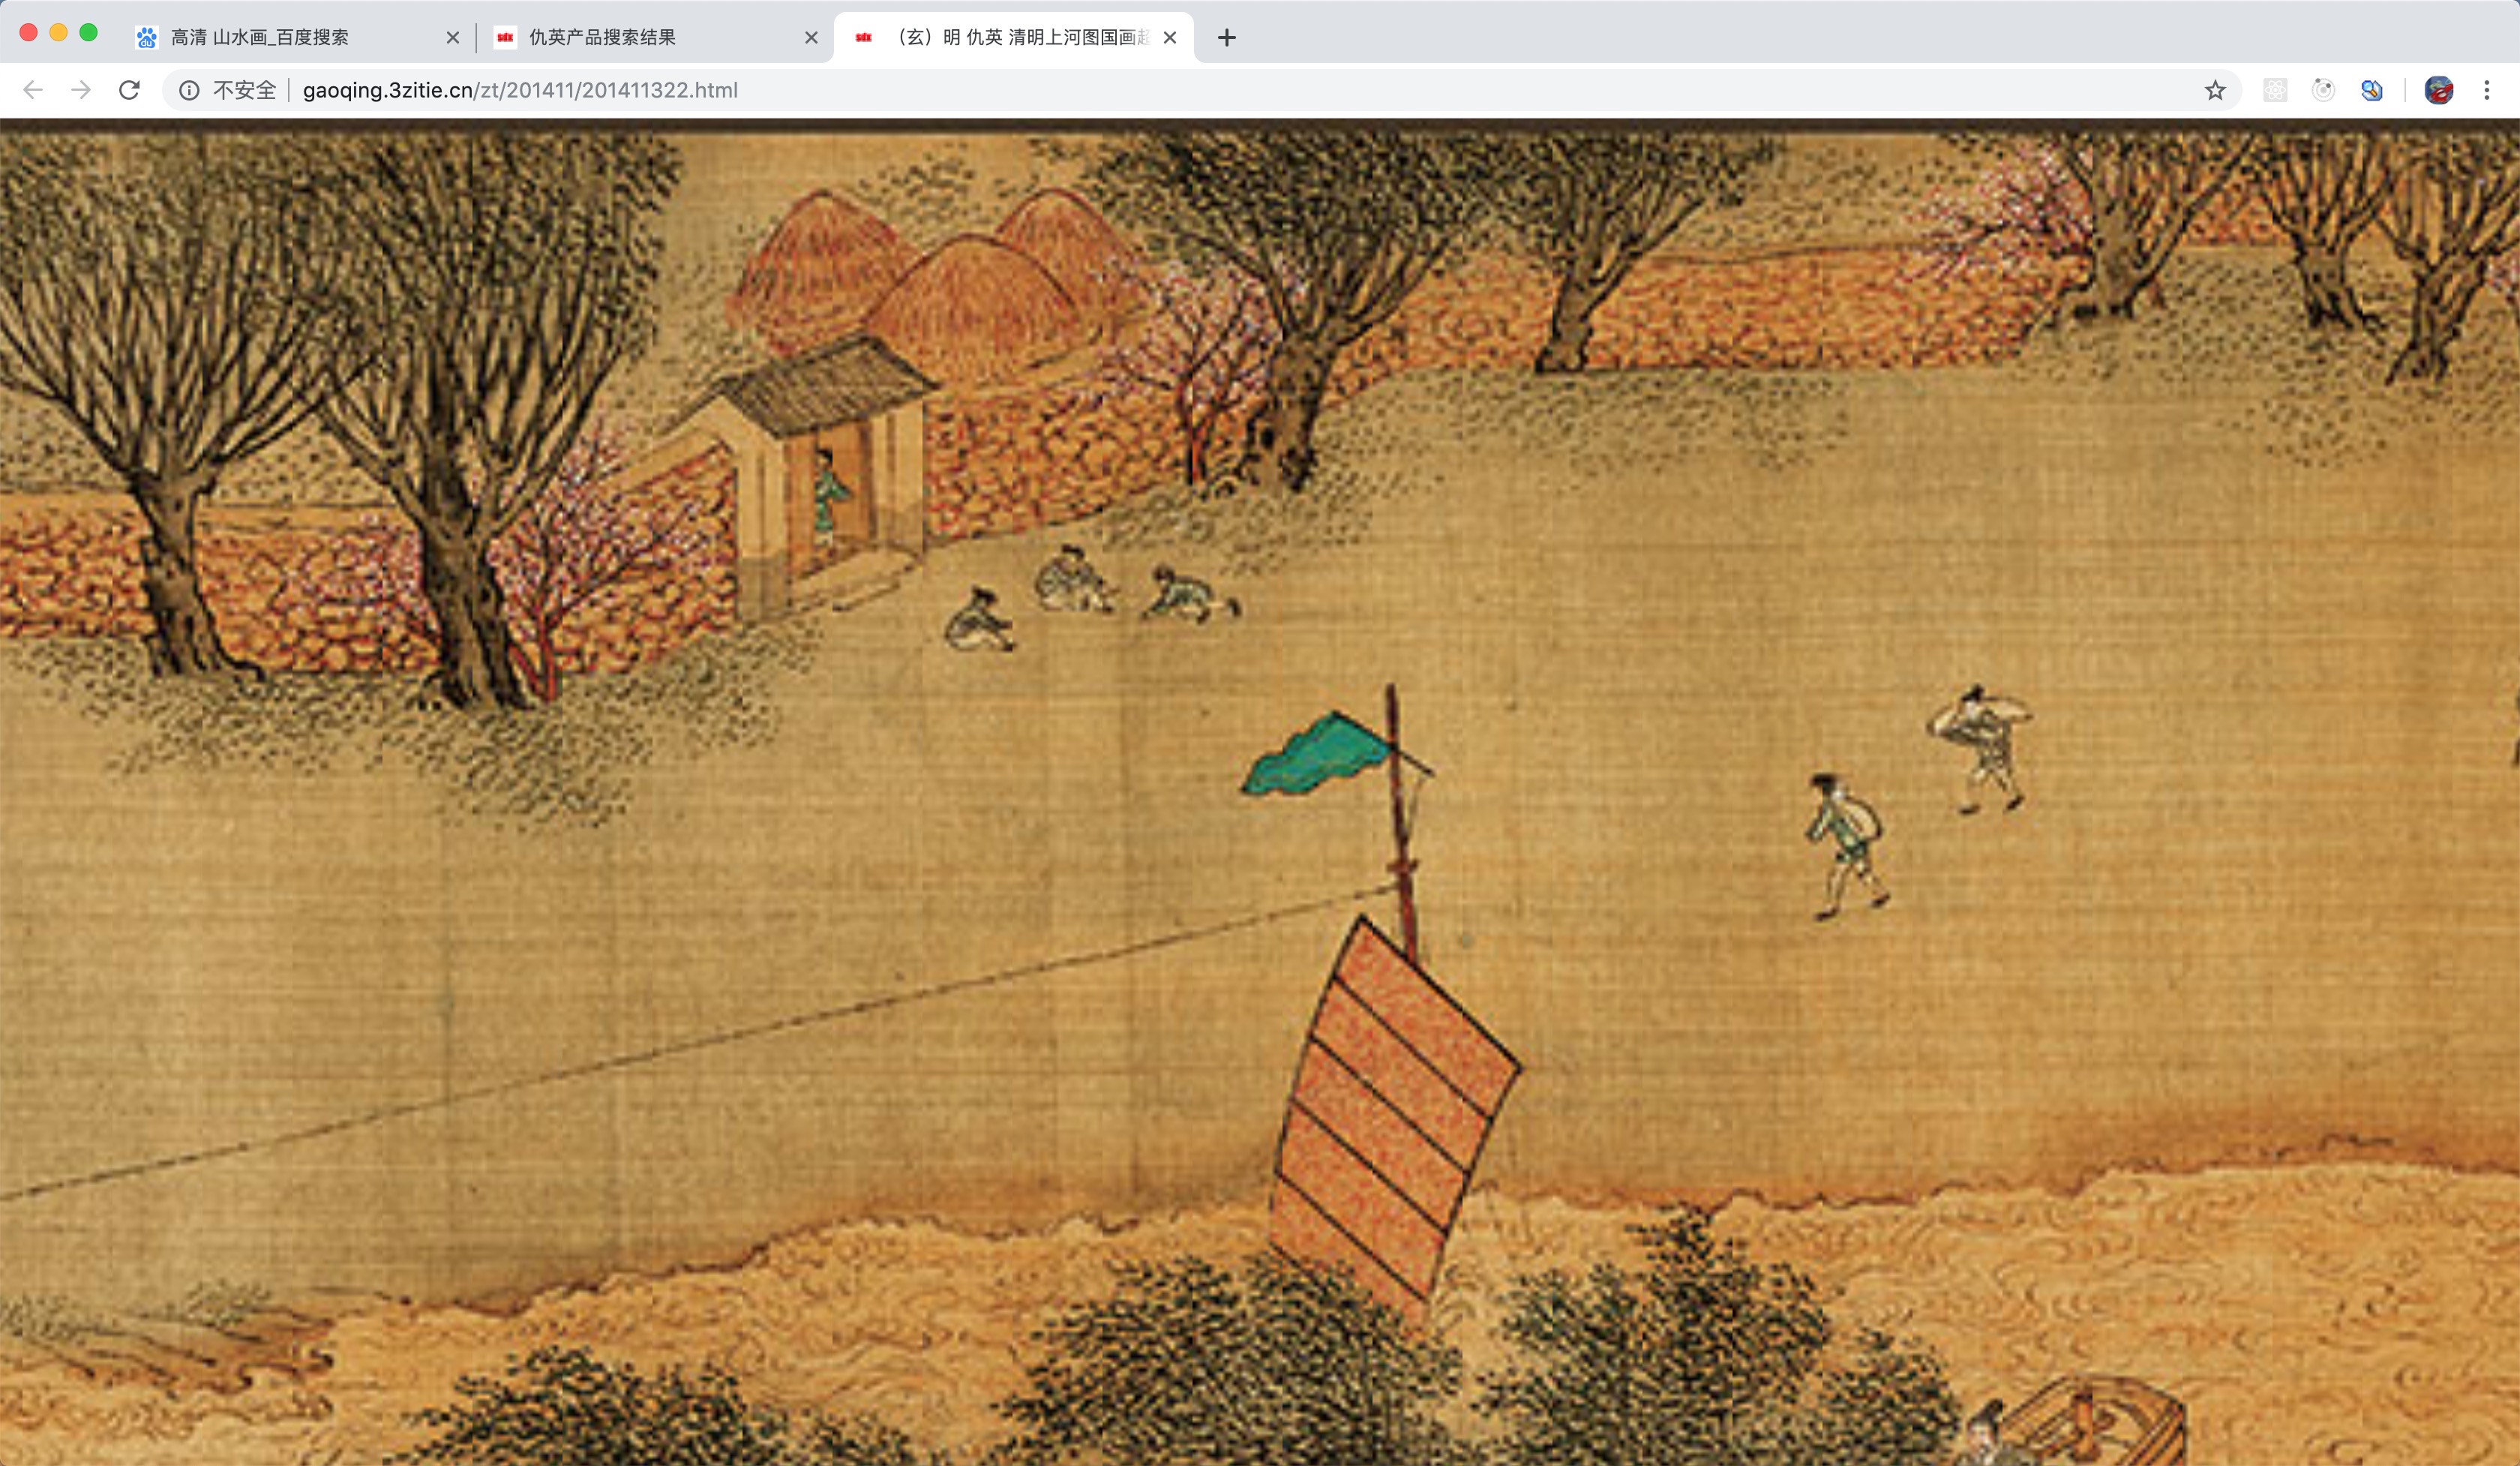 高清 山水画_百度搜索
仇英产品搜索结果
（玄）明 仇英 清明上河图国画超
不安全
gaoqing.3zitie.cn/zt/201411/201411322.html